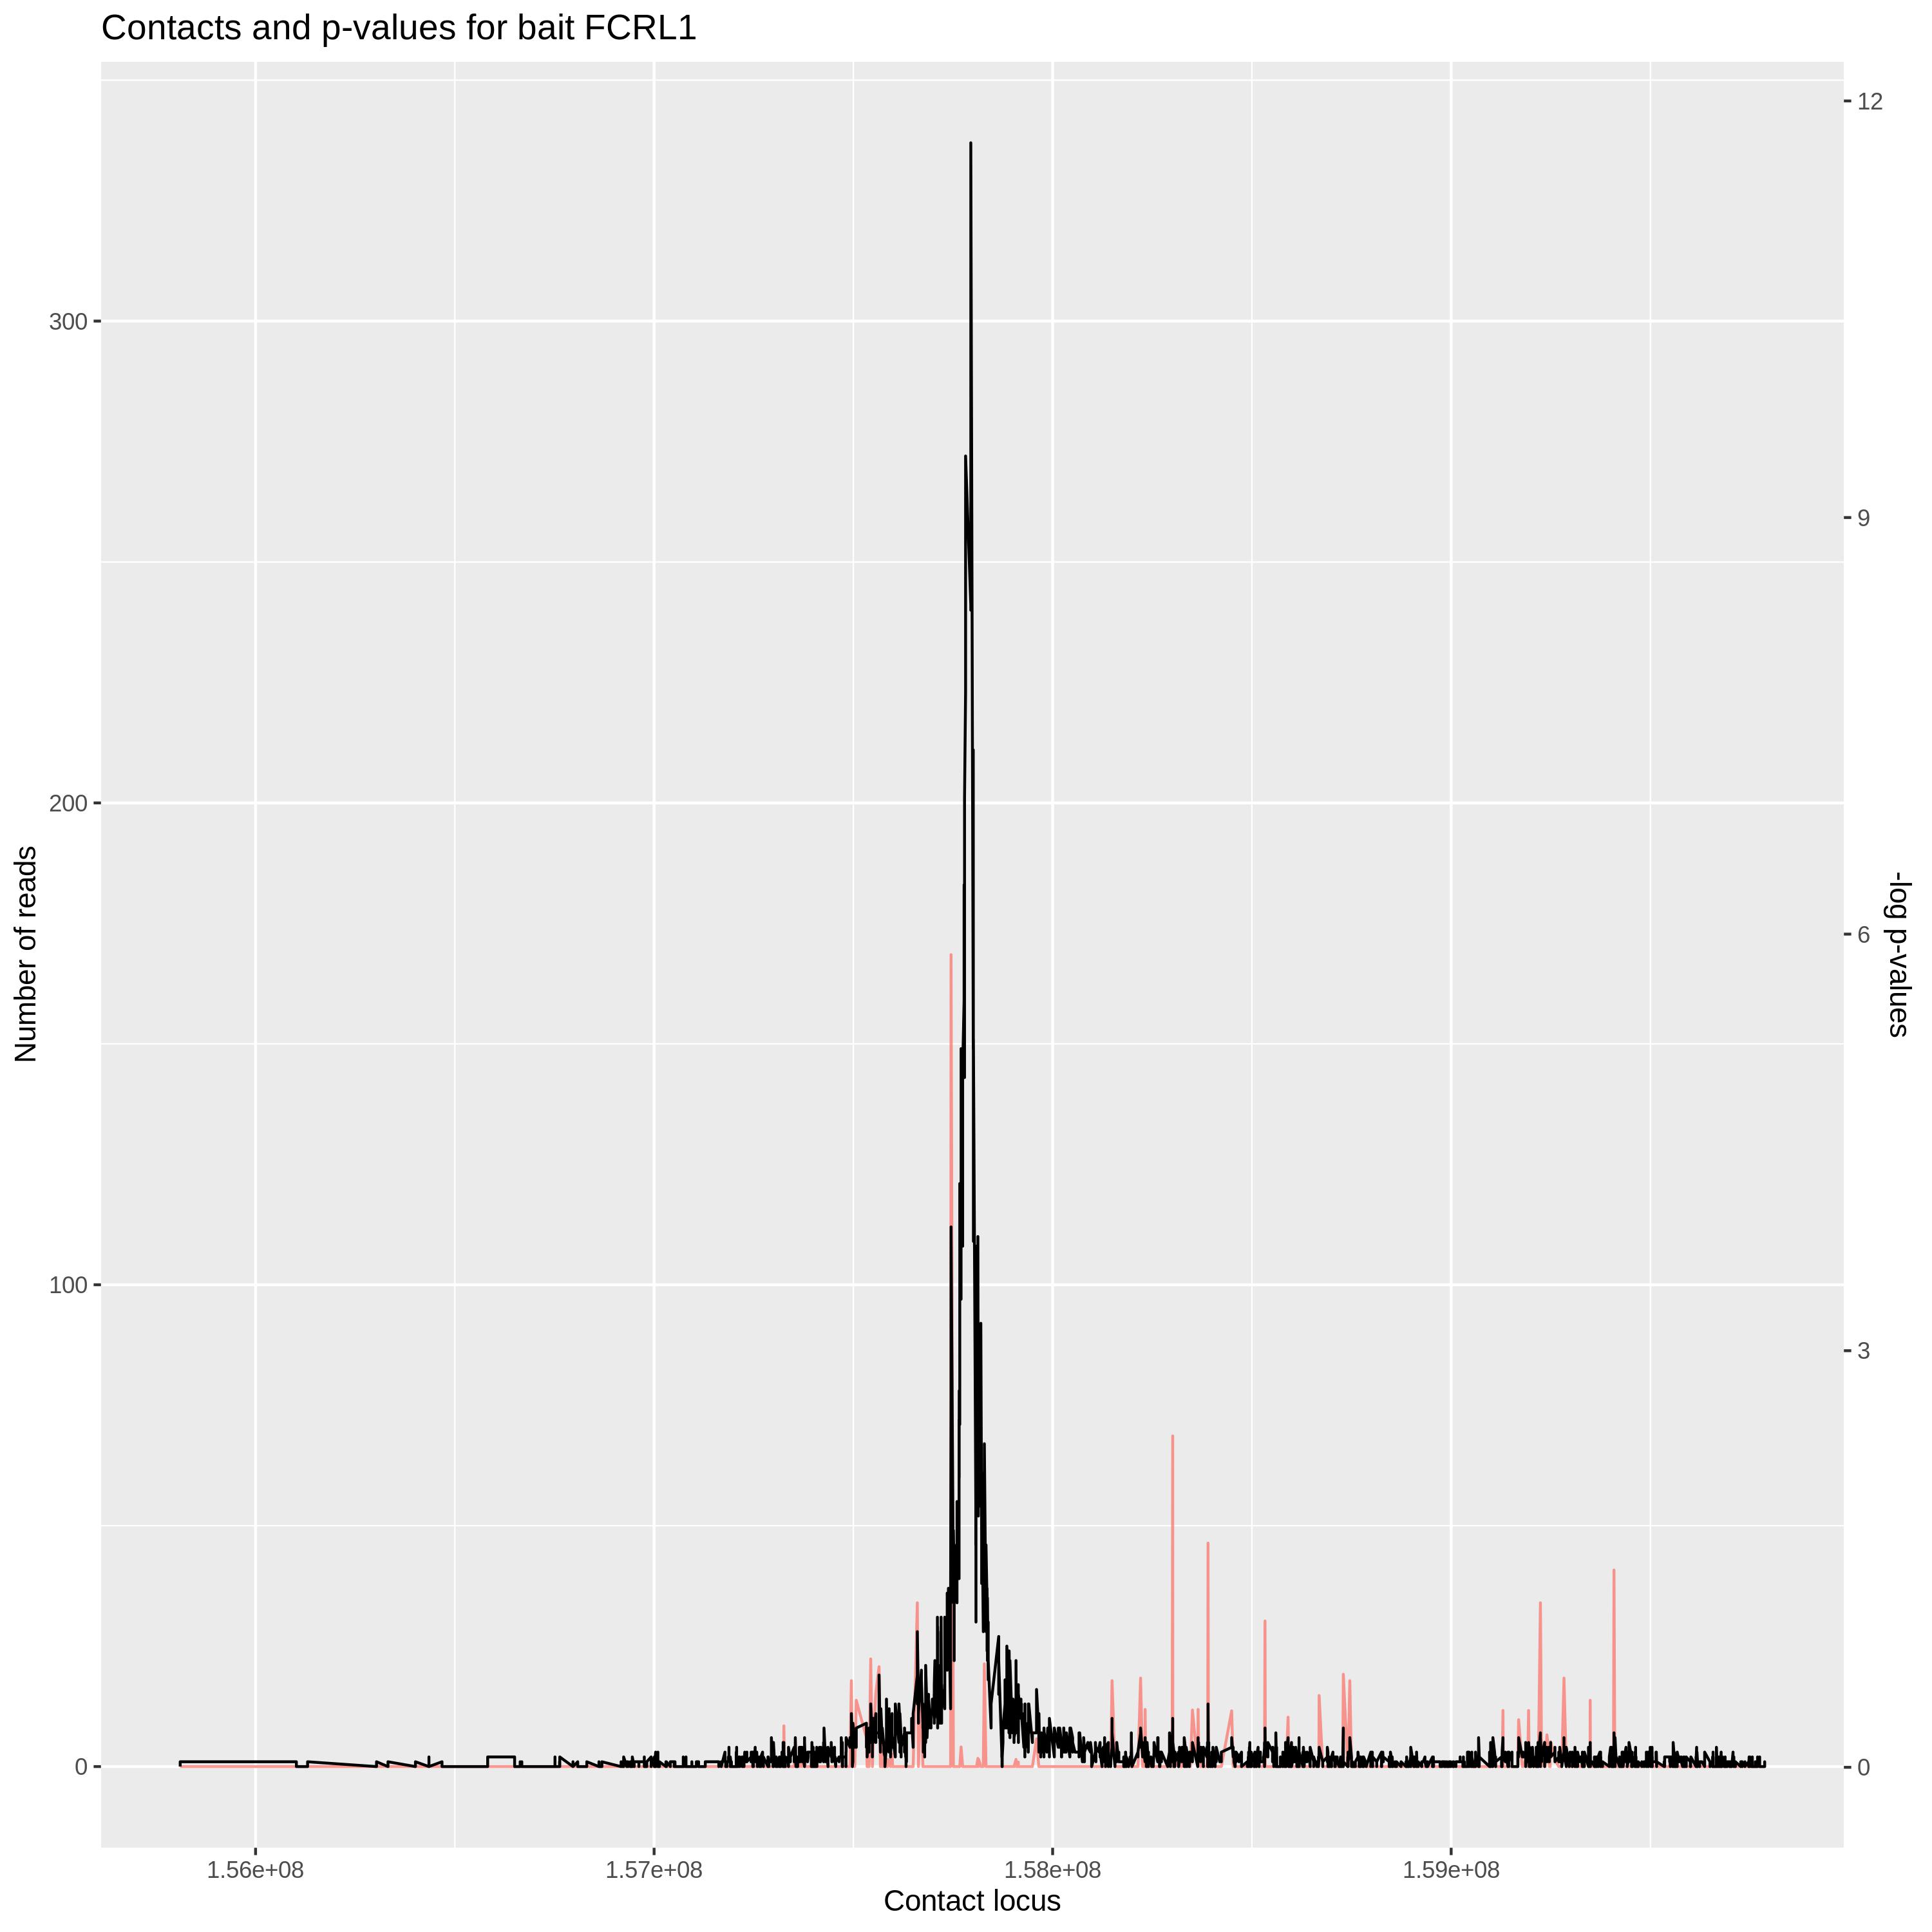 Contacts and p-values for bait FCRL1
300
200
100
0
Number of reads
12
9
6
3
0
-log p-values
1.56e+08
1.57e+08
1.58e+08
1.59e+08
Contact locus